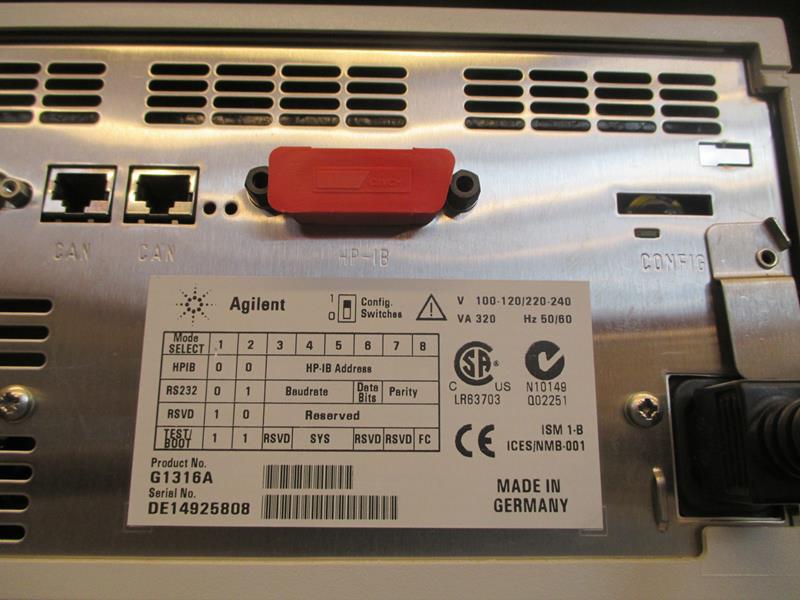 CINCH
CAN CAN HP-IB CONFIG
Agilent
1
0
Config.
Switches
V 100-120/220-240
VA 320 Hz 50/60
Mode
SELECT 1 2 3 4 5 6 7 8
HPIB 0 0 HP-IB Address
RS232 0 1 Baudrate Data
Bits Parity
RSVD 1 0 Reserved
TEST/
BOOT 1 1 RSVD SYS RSVD RSVD FC
SA
C US
LR63703
N10149
Q02251
CE
ISM 1-B
ICES/NMB-001
Product No.
G1316A
Serial No.
DE14925808
MADE IN
GERMANY